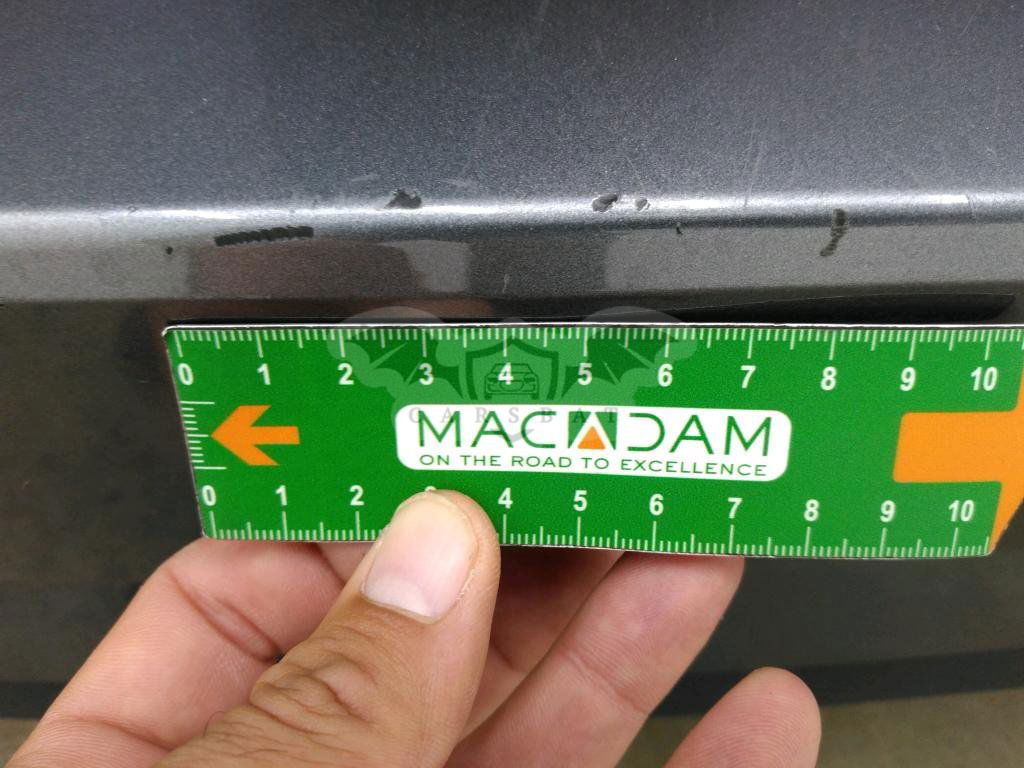 0 1 2 3 4 5 6 7 8 9 10
CARSBAT
MACADAM
ON THE ROAD TO EXCELLENCE
0 1 2 3 4 5 6 7 8 9 10